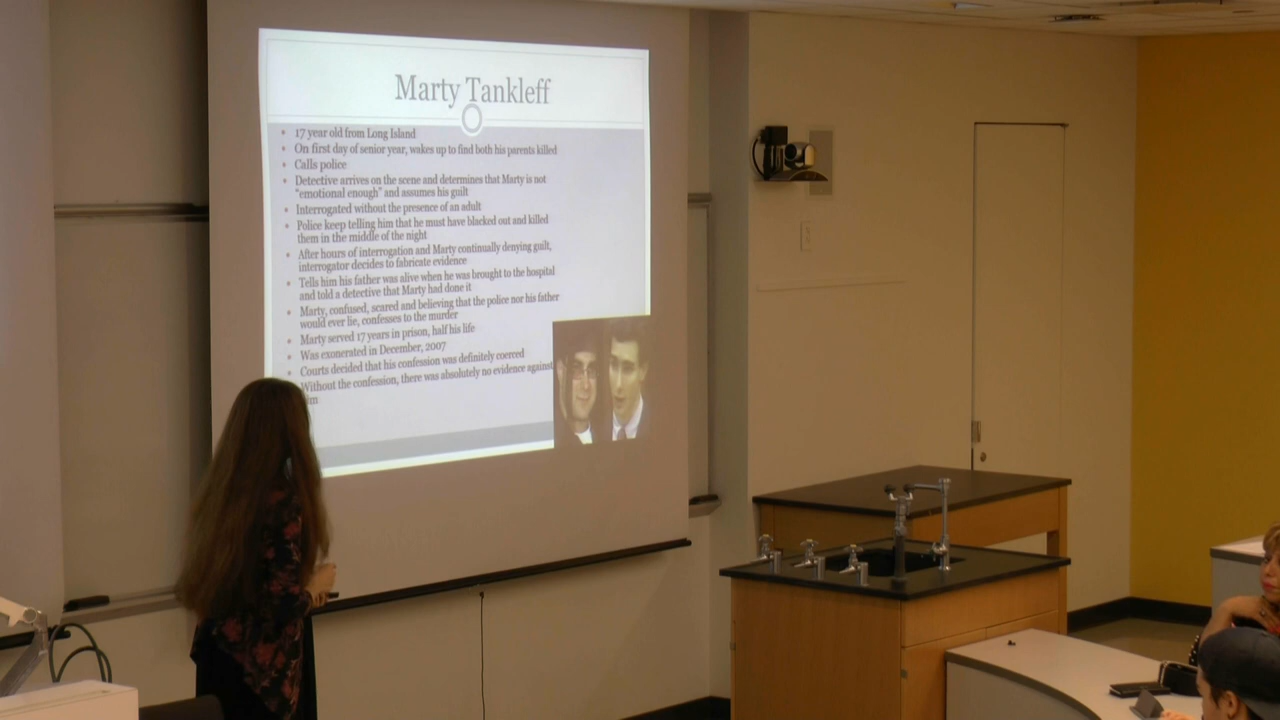 Marty Tankleff
• 17 year old from Long Island
• On first day of senior year, wakes up to find both his parents killed
• Calls police
• Detective arrives on the scene and determines that Marty is not
"emotional enough" and assumes his guilt
• Interrogated without the presence of an adult
• Police keep telling him that he must have blacked out and killed
them in the middle of the night
• After hours of interrogation and Marty continually denying guilt,
interrogator decides to fabricate evidence
• Tells him his father was alive when he was brought to the hospital
and told a detective that Marty had done it
• Marty, confused, scared and believing that the police nor his father
would ever lie, confesses to the murder
• Marty served 17 years in prison, half his life
• Was exonerated in December, 2007
• Courts decided that his confession was definitely coerced
Without the confession, there was absolutely no evidence against